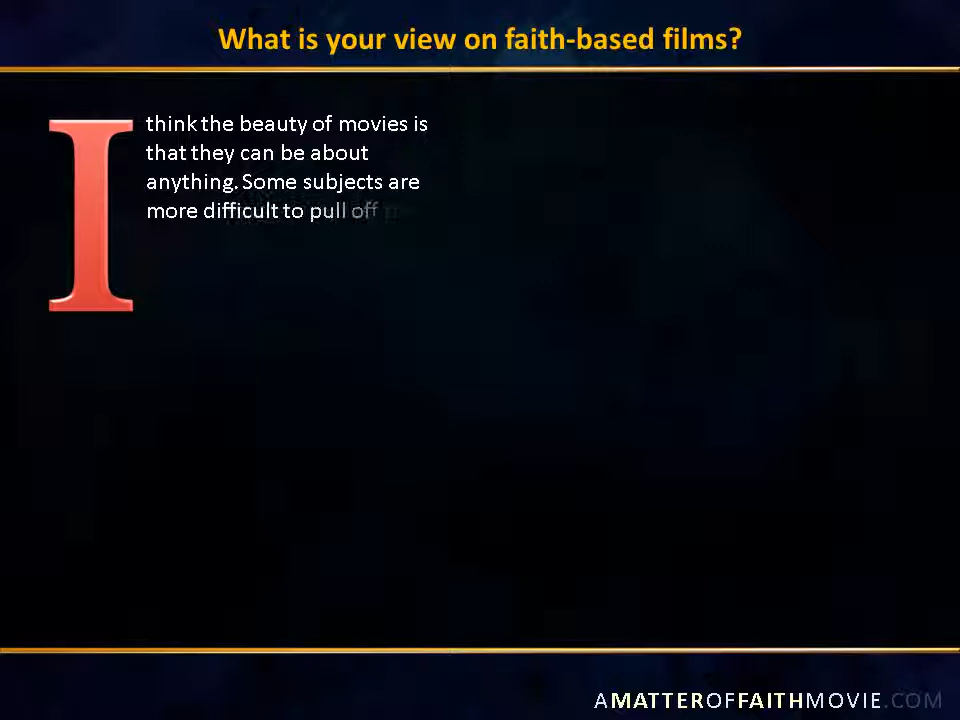 What is your view on faith-based films?
I think the beauty of movies is
that they can be about
anything. Some subjects are
more difficult to pull off
AMATTEROFFAITHMOVIE.COM